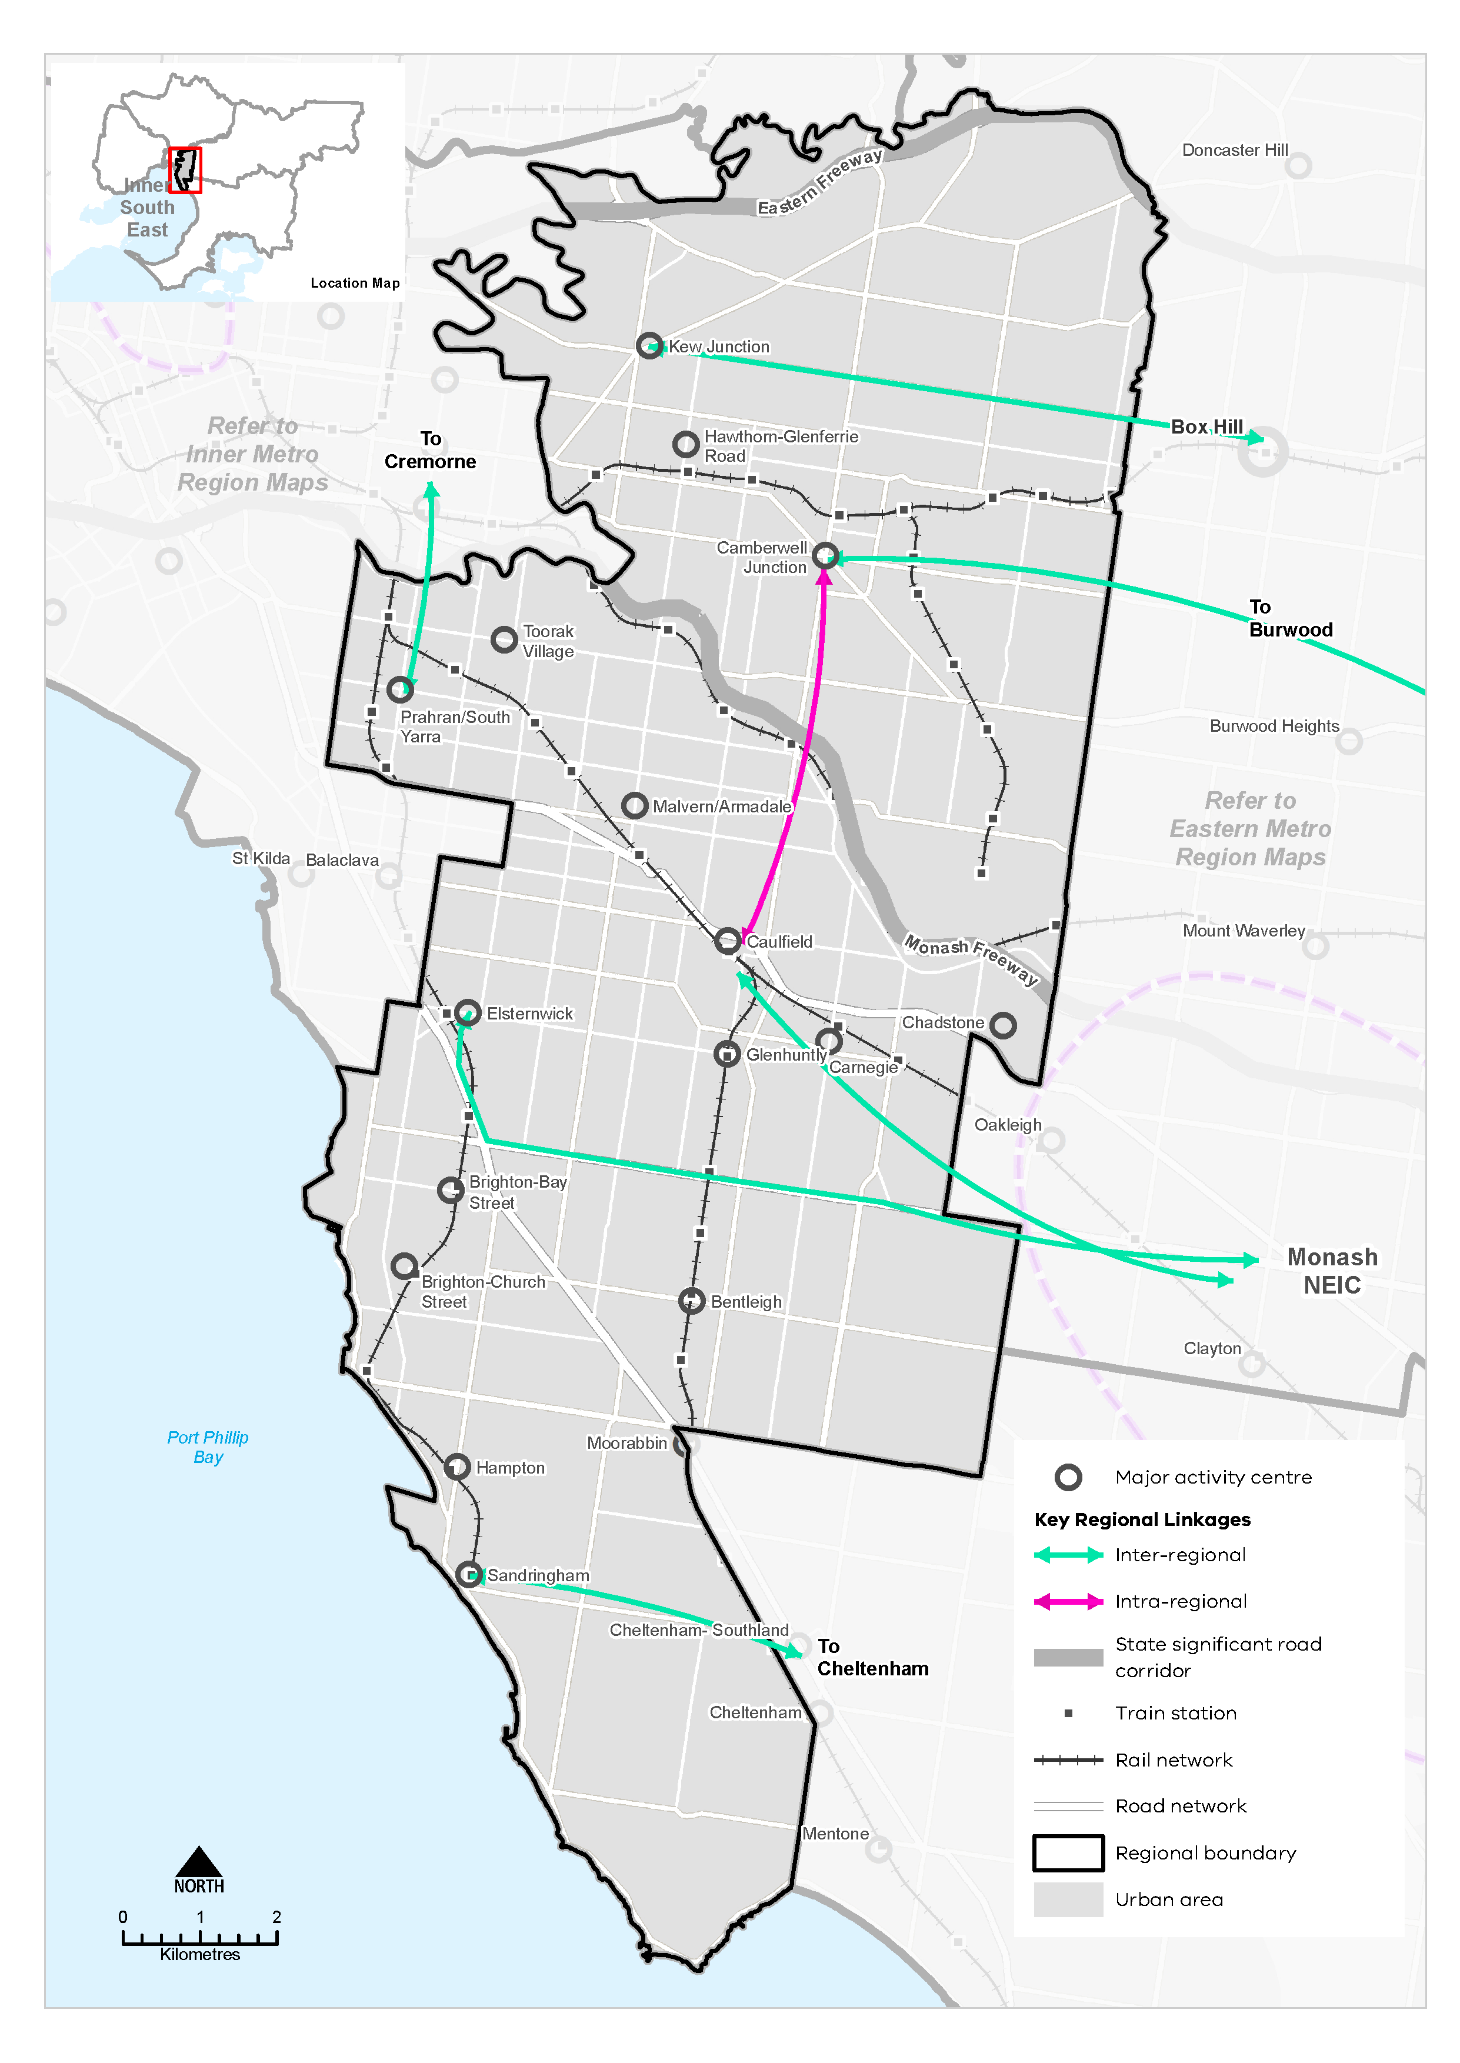 Inner
South
East
Location Map
Doncaster Hill
Eastern Freeway
Kew Junction
Box Hill
Refer to
Inner Metro
Region Maps
To
Cremorne
Hawthorn-Glenferrie
Road
Camberwell
Junction
To
Burwood
Toorak
Village
Prahran/South
Yarra
Burwood Heights
Malvern/Armadale
Refer to
Eastern Metro
Region Maps
St Kilda
Balaclava
Caulfield
Monash Freeway
Mount Waverley
Elsternwick
Chadstone
Glenhuntly
Carnegie
Oakleigh
Brighton-Bay
Street
Brighton-Church
Street
Bentleigh
Monash
NEIC
Clayton
Port Phillip
Bay
Moorabbin
Hampton
Sandringham
Cheltenham- Southland
To
Cheltenham
Cheltenham
Mentone
Major activity centre
Key Regional Linkages
Inter-regional
Intra-regional
State significant road
corridor
Train station
Rail network
Road network
Regional boundary
Urban area
NORTH
0 1 2
Kilometres